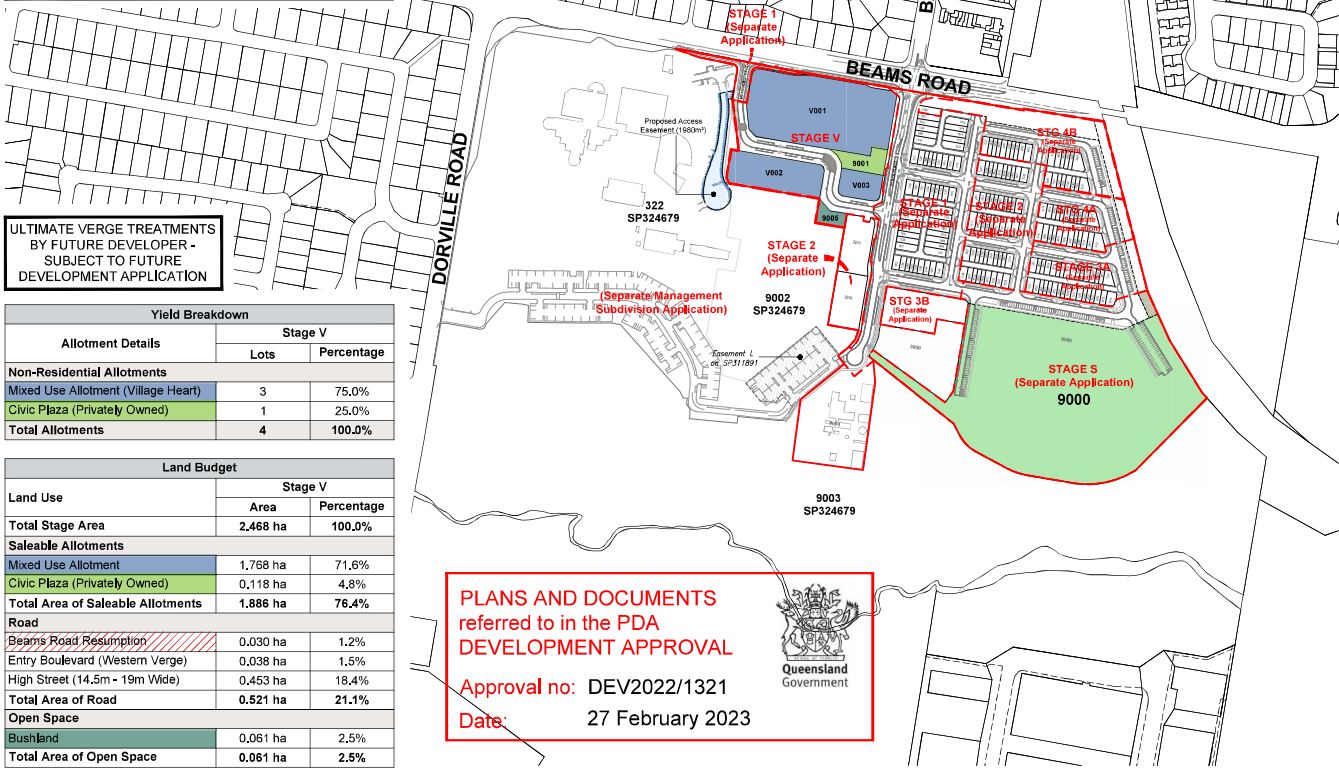 STAGE 1
(Separate
Application)
BEAMS ROAD
B
V001
Proposed Access
Easement (1980m²)
STAGE V
9001
V002
V003
9005
322
SP324679
DORVILLE ROAD
STG 4B
(Separate
Application)
STAGE 1
(Separate
Application)
STAGE 2
(Separate
Application)
STG 4A
(Separate
Application)
STAGE 3A
(Separate
Application)
STAGE 2
(Separate
Application)
9002
SP324679
(Separate Management
Subdivision Application)
STG 3B
(Separate
Application)
Easement L
on SP311891
STAGE S
(Separate Application)
9000
9003
SP324679
ULTIMATE VERGE TREATMENTS
BY FUTURE DEVELOPER -
SUBJECT TO FUTURE
DEVELOPMENT APPLICATION
Yield Breakdown
Allotment Details Stage V
Lots Percentage
Non-Residential Allotments
Mixed Use Allotment (Village Heart) 3 75.0%
Civic Plaza (Privately Owned) 1 25.0%
Total Allotments 4 100.0%
Land Budget
Land Use Stage V
Area Percentage
Total Stage Area 2.468 ha 100.0%
Saleable Allotments
Mixed Use Allotment 1.768 ha 71.6%
Civic Plaza (Privately Owned) 0.118 ha 4.8%
Total Area of Saleable Allotments 1.886 ha 76.4%
Road
Beams Road Resumption 0.030 ha 1.2%
Entry Boulevard (Western Verge) 0.038 ha 1.5%
High Street (14.5m - 19m Wide) 0.453 ha 18.4%
Total Area of Road 0.521 ha 21.1%
Open Space
Bushland 0.061 ha 2.5%
Total Area of Open Space 0.061 ha 2.5%
PLANS AND DOCUMENTS
referred to in the PDA
DEVELOPMENT APPROVAL
Approval no: DEV2022/1321
Date: 27 February 2023
Queensland
Government